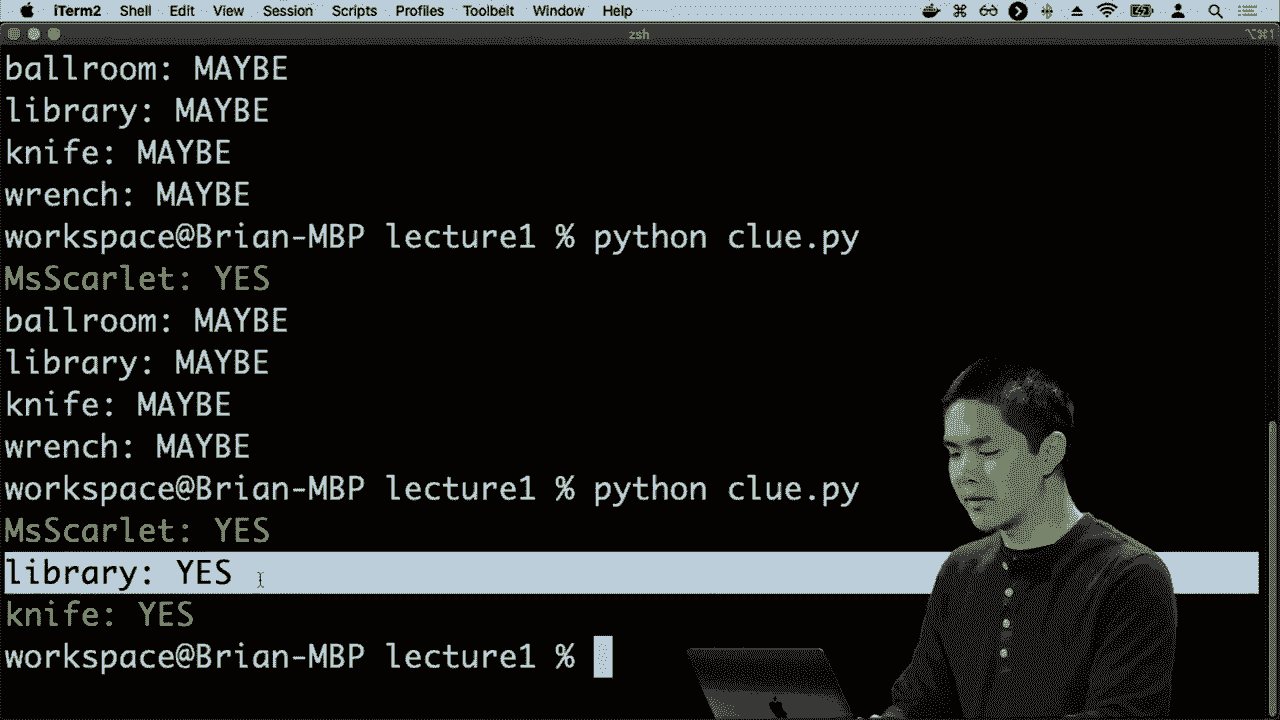 iTerm2 Shell Edit View Session Scripts Profiles Toolbelt Window Help
zsh ⌥⌘1
ballroom: MAYBE
library: MAYBE
knife: MAYBE
wrench: MAYBE
workspace@Brian-MBP lecture1 % python clue.py
MsScarlet: YES
ballroom: MAYBE
library: MAYBE
knife: MAYBE
wrench: MAYBE
workspace@Brian-MBP lecture1 % python clue.py
MsScarlet: YES
library: YES
knife: YES
workspace@Brian-MBP lecture1 %